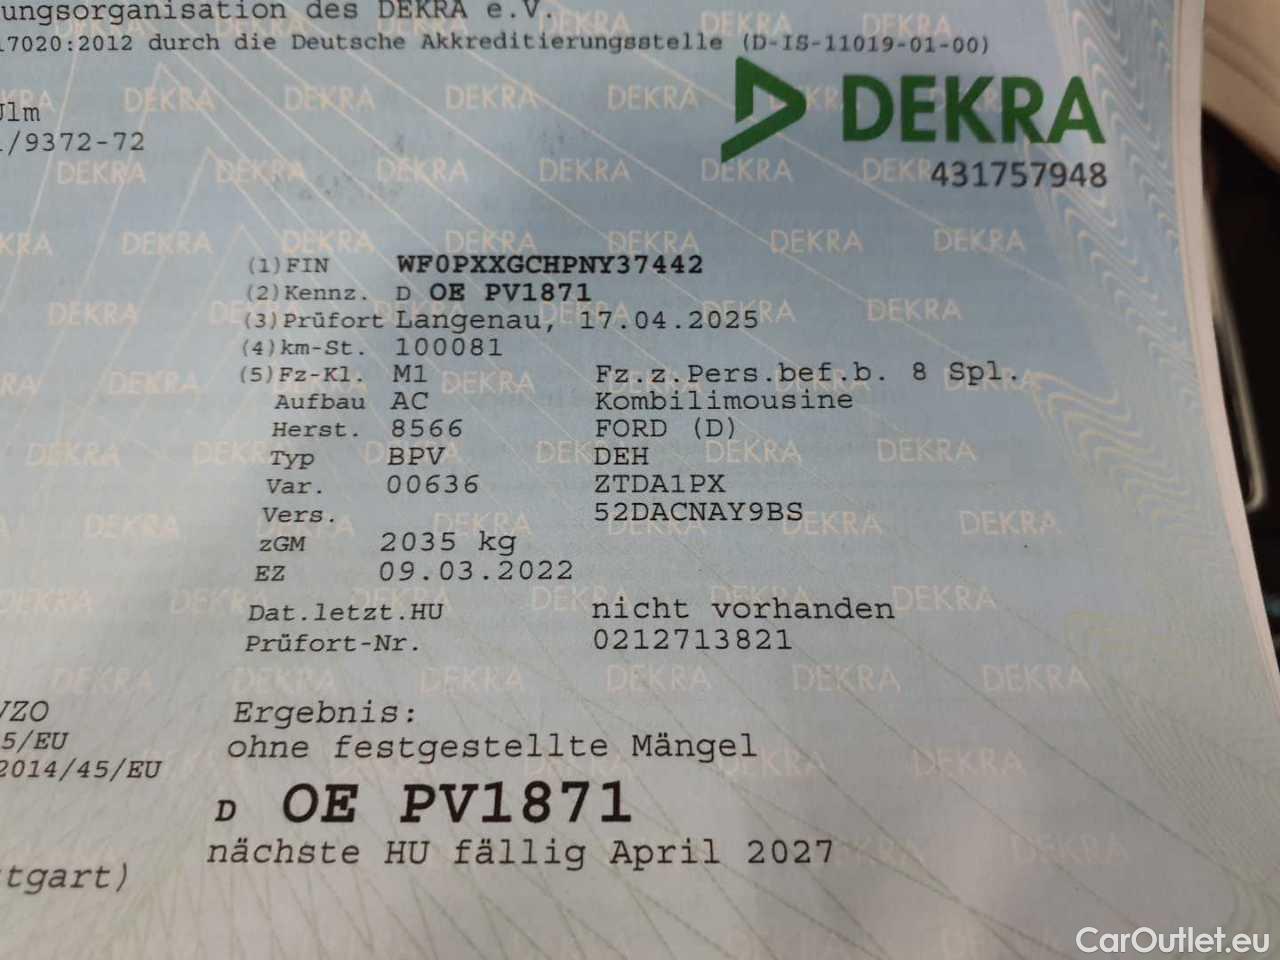 ungsorganisation des DEKRA e.V.
17020:2012 durch die Deutsche Akkreditierungsstelle (D-IS-11019-01-00)
DEKRA
Ulm
/9372-72
431757948
(1) FIN WF0PXXGCHPNY37442
(2) Kennz. D OE PV1871
(3) Prüfort Langenau, 17.04.2025
(4) km-St. 100081
(5) Fz-Kl. M1 Fz.z.Pers.bef.b. 8 Spl.
Aufbau AC Kombilimousine
Herst. 8566 FORD (D)
Typ BPV DEH
Var. 00636 ZTDA1PX
Vers. 52DACNAY9BS
zGM 2035 kg
EZ 09.03.2022
Dat.letzt.HU nicht vorhanden
Prüfort-Nr. 0212713821
VZO
5/EU
2014/45/EU
Ergebnis:
ohne festgestellte Mängel
D OE PV1871
nächste HU fällig April 2027
tgart)
CarOutlet.eu